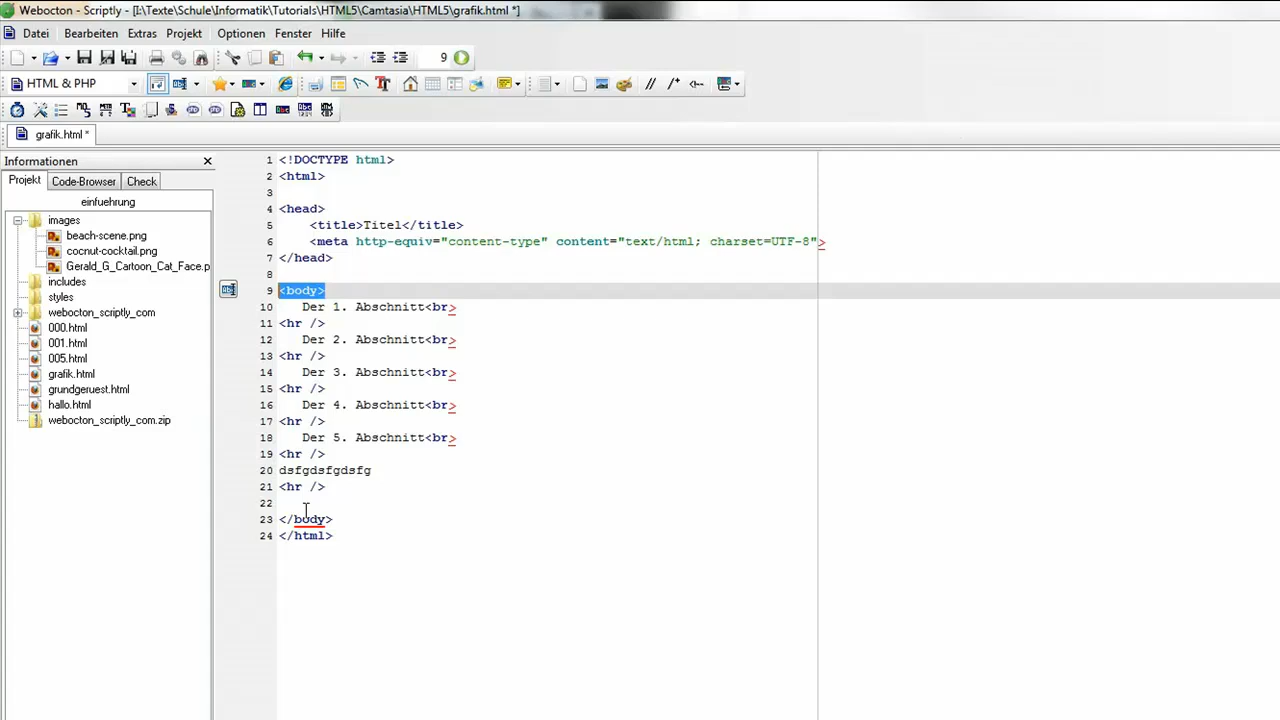 Webocton - Scriptly - [I:\Texte\Schule\Informatik\Tutorials\HTML5\Camtasia\HTML5\grafik.html *]
Datei Bearbeiten Extras Projekt Optionen Fenster Hilfe
9
HTML & PHP
grafik.html *
Informationen
Projekt Code-Browser Check
einfuehrung
images
beach-scene.png
cocnut-cocktail.png
Gerald_G_Cartoon_Cat_Face.p
includes
styles
webocton_scriptly_com
000.html
001.html
005.html
grafik.html
grundgeruest.html
hallo.html
webocton_scriptly_com.zip
1 <!DOCTYPE html>
2 <html>
3
4 <head>
5 <title>Titel</title>
6 <meta http-equiv="content-type" content="text/html; charset=UTF-8">
7 </head>
8
9 <body>
10 Der 1. Abschnitt<br>
11 <hr />
12 Der 2. Abschnitt<br>
13 <hr />
14 Der 3. Abschnitt<br>
15 <hr />
16 Der 4. Abschnitt<br>
17 <hr />
18 Der 5. Abschnitt<br>
19 <hr />
20 dsfgdsfgdsfg
21 <hr />
22
23 </body>
24 </html>